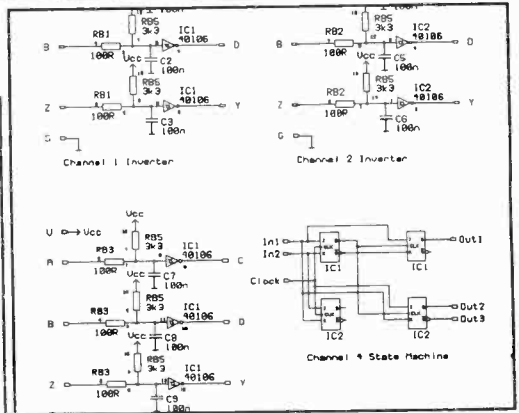 RB5
3k3
IC1
40106
B
RB1
D
100R
C2
100n
Vcc
RB5
3k3
IC1
40106
Z
RB1
Y
100R
C3
100n
G
Channel 1 Inverter
RB5
3k3
IC2
40106
B
RB2
D
100R
C5
100n
Vcc
RB5
3k3
IC2
40106
Z
RB2
Y
100R
C6
100n
G
Channel 2 Inverter
V
Vcc
Vcc
RB5
3k3
IC1
40106
A
RB3
C
100R
C7
100n
RB5
3k3
IC1
40106
B
RB3
D
100R
C8
100n
RB5
3k3
IC1
40106
Z
RB3
Y
100R
C9
100n
In1
In2
Clock
IC1
IC1
Out1
IC2
IC2
Out2
Out3
Channel 4 State Machine